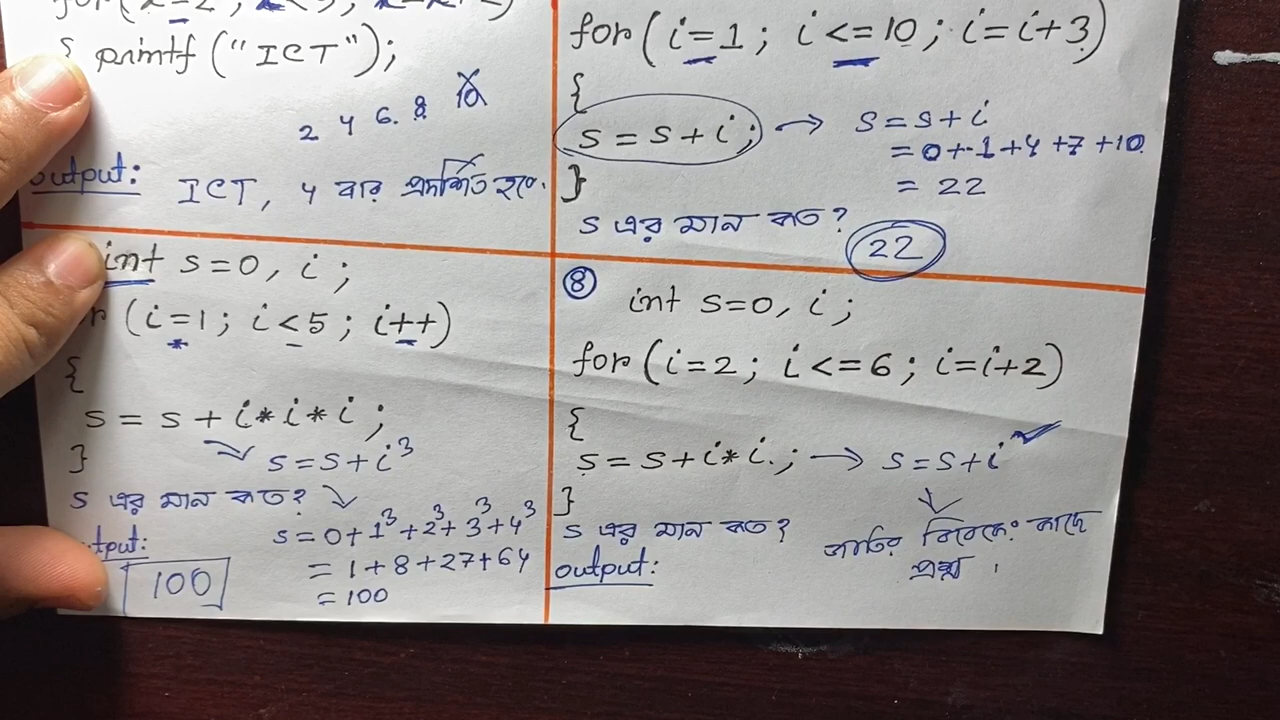 printf ("ICT");
2 4 6. 8 10
output: ICT, 4 বার প্রদর্শিত হবে.
for ( i=1; i <= 10; i=i+3)
{
s = s + i; → s = s + i
= 0+1+4+7+10
= 22
}
s এর মান কত?
22
int s=0, i;
(i=1; i<5; i++)
{
s = s + i*i*i;
}
s = s + i³
s এর মান কত?
s = 0+1³+2³+3³+4³
= 1+8+27+64
= 100
tput:
100
⑧ int s=0, i;
for (i=2; i<=6; i=i+2)
{
s = s+i*i.; → s=s+i
}
s এর মান কত?
জাতির বিবেকের কাছে
প্রশ্ন ।
output: